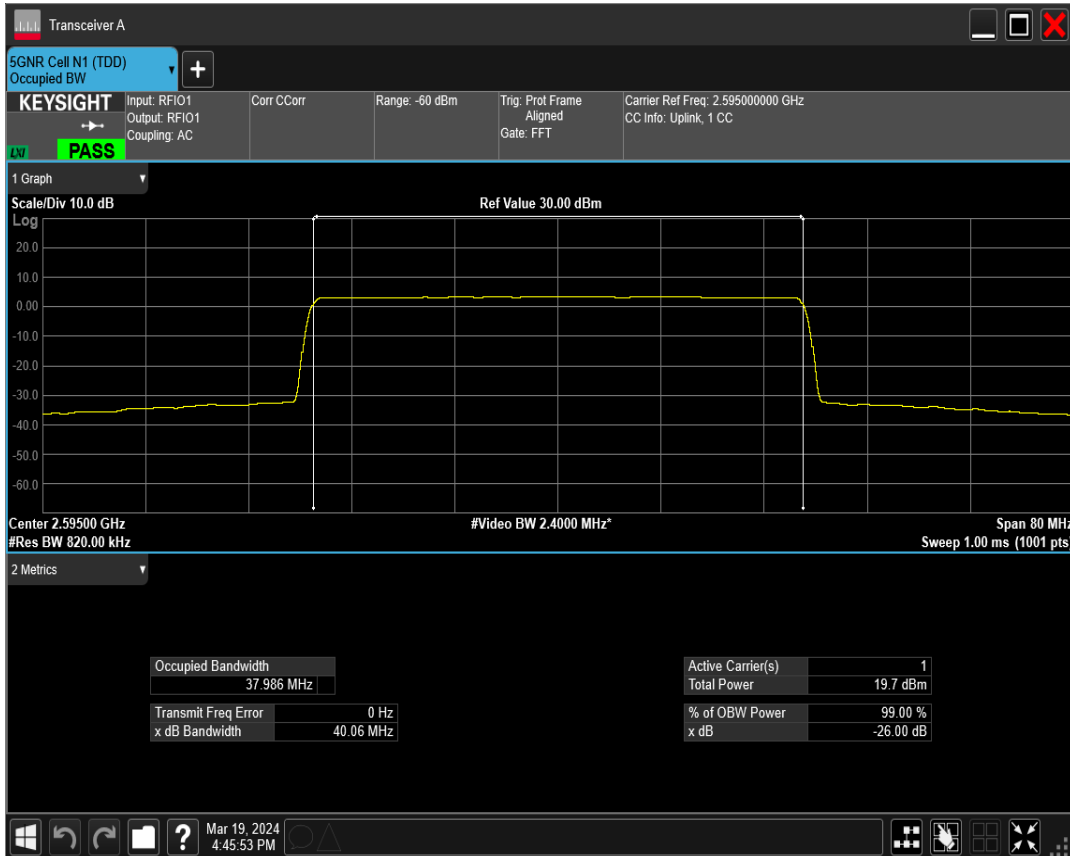 Transceiver A
5GNR Cell N1 (TDD)
Occupied BW
+
KEYSIGHT
LXI
PASS
Input: RFIO1
Output: RFIO1
Coupling: AC
Corr CCorr
Range: -60 dBm
Trig: Prot Frame
Aligned
Gate: FFT
Carrier Ref Freq: 2.595000000 GHz
CC Info: Uplink, 1 CC
1 Graph
Scale/Div 10.0 dB
Ref Value 30.00 dBm
Log
20.0
10.0
0.00
-10.0
-20.0
-30.0
-40.0
-50.0
-60.0
Center 2.59500 GHz
#Video BW 2.4000 MHz*
Span 80 MHz
#Res BW 820.00 kHz
Sweep 1.00 ms (1001 pts)
2 Metrics
Occupied Bandwidth
37.986 MHz
Transmit Freq Error 0 Hz
x dB Bandwidth 40.06 MHz
Active Carrier(s) 1
Total Power 19.7 dBm
% of OBW Power 99.00 %
x dB -26.00 dB
?
Mar 19, 2024
4:45:53 PM